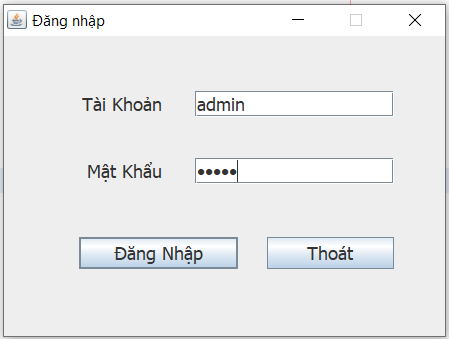 Đăng nhập
Tài Khoản admin
Mật Khẩu •••••
Đăng Nhập Thoát